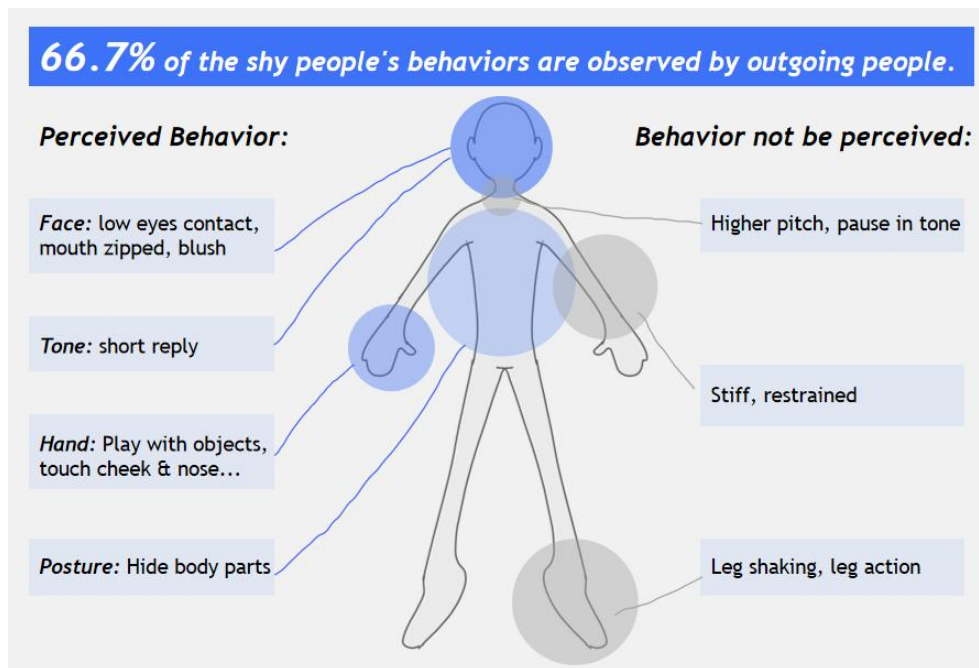 66.7% of the shy people's behaviors are observed by outgoing people.
Perceived Behavior:
Behavior not be perceived:
Face: low eyes contact,
mouth zipped, blush
Tone: short reply
Hand: Play with objects,
touch cheek & nose...
Posture: Hide body parts
Higher pitch, pause in tone
Stiff, restrained
Leg shaking, leg action